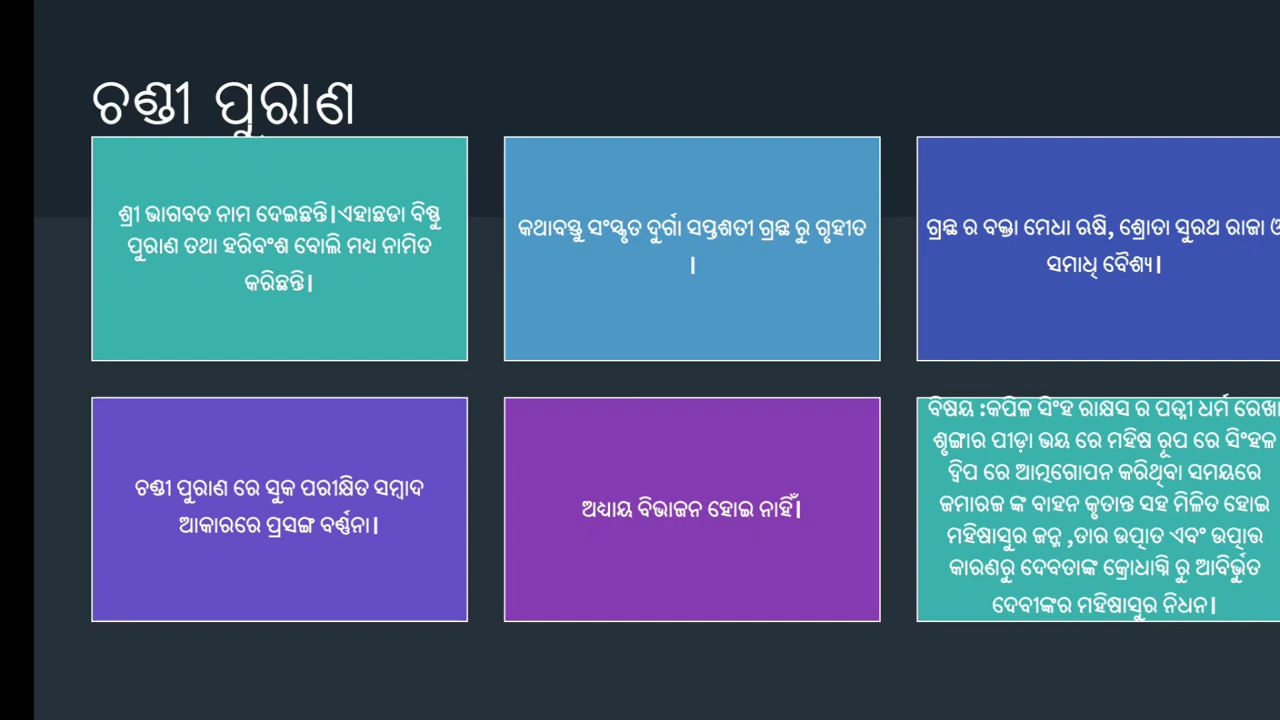 ଚଣ୍ଡୀ ପୁରାଣ
ଶ୍ରୀ ଭାଗବତ ନାମ ଦେଇଛନ୍ତି।ଏହାଛଡା ବିଷ୍ଣୁ
ପୁରାଣ ତଥା ହରିବଂଶ ବୋଲି ମଧ୍ୟ ନାମିତ
କରିଛନ୍ତି।
କଥାବସ୍ତୁ ସଂସ୍କୃତ ଦୁର୍ଗା ସପ୍ତଶତୀ ଗ୍ରନ୍ଥ ରୁ ଗୃହୀତ
।
ଗ୍ରନ୍ଥ ର ବକ୍ତା ମେଧା ଋଷି, ଶ୍ରୋତା ସୁରଥ ରାଜା ଓ
ସମାଧି ବୈଶ୍ୟ।
ଚଣ୍ଡୀ ପୁରାଣ ରେ ସୁକ ପରୀକ୍ଷିତ ସମ୍ବାଦ
ଆକାରରେ ପ୍ରସଙ୍ଗ ବର୍ଣ୍ଣନା।
ଅଧ୍ୟାୟ ବିଭାଜନ ହୋଇ ନାହିଁ।
ବିଷୟ :କପିଳ ସିଂହ ରାକ୍ଷସ ର ପତ୍ନୀ ଧର୍ମ ରେଖା
ଶୃଙ୍ଗାର ପୀଡ଼ା ଭୟ ରେ ମହିଷ ରୂପ ରେ ସିଂହଳ
ଦ୍ଵିପ ରେ ଆତ୍ମଗୋପନ କରିଥିବା ସମୟରେ
ଜମାରଜ ଙ୍କ ବାହନ କୃତାନ୍ତ ସହ ମିଳିତ ହୋଇ
ମହିଷାସୁର ଜନ୍ମ ,ତାର ଉତ୍ପାତ ଏବଂ ଉତ୍ପାତ
କାରଣରୁ ଦେବତାଙ୍କ କ୍ରୋଧାଗ୍ନି ରୁ ଆବିର୍ଭୁତ
ଦେବୀଙ୍କର ମହିଷାସୁର ନିଧନ।